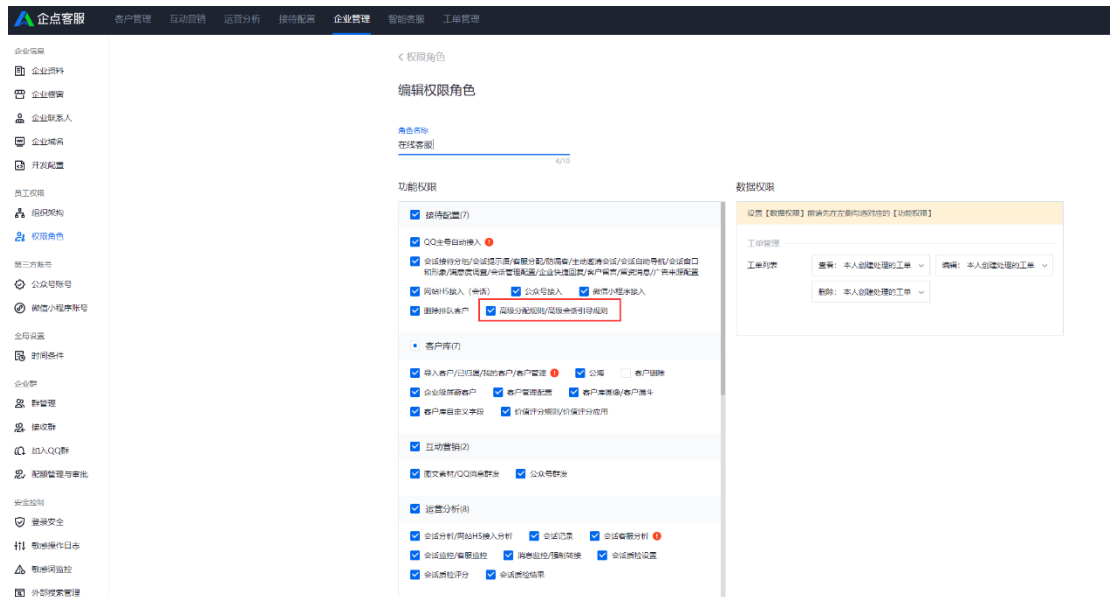 企点客服 客户管理 互动营销 运营分析 接待配置 企业管理 智能客服 工单管理
企业信息
企业资料
企业橱窗
企业联系人
企业域名
开发配置
员工权限
组织架构
权限角色
第三方账号
公众号账号
微信小程序账号
全局设置
时间条件
企业群
群管理
接收群
加入QQ群
配额管理与审批
安全控制
登录安全
敏感操作日志
敏感词监控
外部搜索管理
权限角色
编辑权限角色
角色名称
在线客服
4/10
功能权限
接待配置(7)
QQ主号自动接入
会话接待分组/会话提示语/客服分配/防漏客/主动邀请会话/会话自动导航/会话窗口
和形象/满意度调查/会话管理配置/企业快捷回复/客户留言/留资消息/广告来源配置
网站H5接入（会话） 公众号接入 微信小程序接入
删除排队客户 高级分配规则/高级会话引导规则
客户库(7)
导入客户/已归属/我的客户/客户管理 公海 客户删除
企业级屏蔽客户 客户管理配置 客户库画像/客户漏斗
客户库自定义字段 价值评分规则/价值评分应用
互动营销(2)
图文素材/QQ消息群发 公众号群发
运营分析(8)
会话分析/网站H5接入分析 会话记录 会话客服分析
会话监控/客服监控 消息监控/强制转接 会话质检设置
会话质检评分 会话质检结果
数据权限
设置【数据权限】前请先在左侧勾选对应的【功能权限】
工单管理
工单列表 查看：本人创建处理的工单 编辑：本人创建处理的工单
删除：本人创建处理的工单